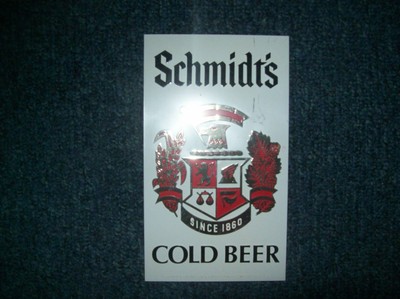 Schmidt's
SINCE 1860
COLD BEER